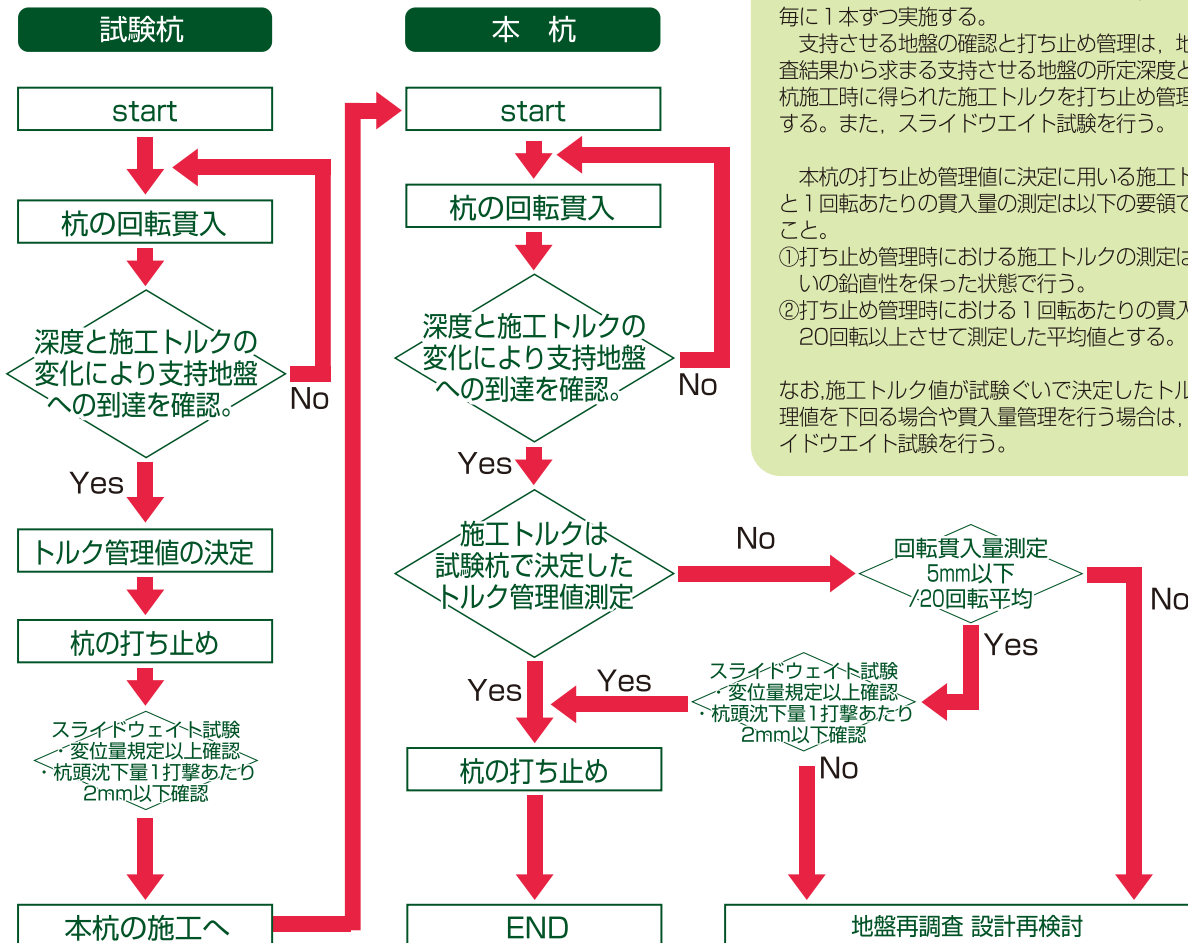 試験杭
start
杭の回転貫入
深度と施工トルクの
変化により支持地盤
への到達を確認。
No
Yes
トルク管理値の決定
杭の打ち止め
スライドウェイト試験
・変位量規定以上確認
・杭頭沈下量1打撃あたり
2mm以下確認
本杭の施工へ
本 杭
start
杭の回転貫入
深度と施工トルクの
変化により支持地盤
への到達を確認。
No
Yes
施工トルクは
試験杭で決定した
トルク管理値測定
No
Yes
回転貫入量測定
5mm以下
/20回転平均
No
Yes
スライドウェイト試験
・変位量規定以上確認
・杭頭沈下量1打撃あたり
2mm以下確認
Yes
No
杭の打ち止め
END
地盤再調査 設計再検討
毎に1本ずつ実施する。
支持させる地盤の確認と打ち止め管理は，地
査結果から求まる支持させる地盤の所定深度と
杭施工時に得られた施工トルクを打ち止め管理
する。また，スライドウエイト試験を行う。
本杭の打ち止め管理値に決定に用いる施工ト
と1回転あたりの貫入量の測定は以下の要領で
こと。
①打ち止め管理時における施工トルクの測定は
いの鉛直性を保った状態で行う。
②打ち止め管理時における1回転あたりの貫入
20回転以上させて測定した平均値とする。
なお,施工トルク値が試験ぐいで決定したトル
理値を下回る場合や貫入量管理を行う場合は，
イドウエイト試験を行う。